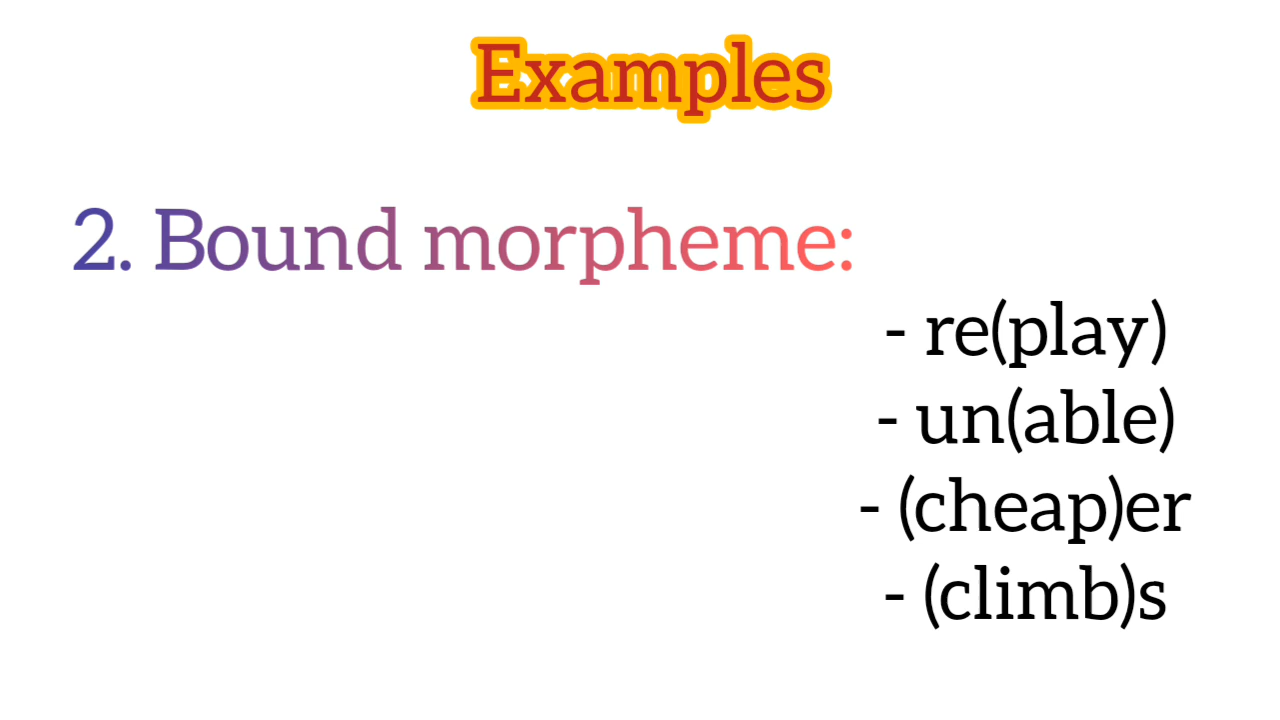 Examples
2. Bound morpheme:
- re(play)
- un(able)
- (cheap)er
- (climb)s